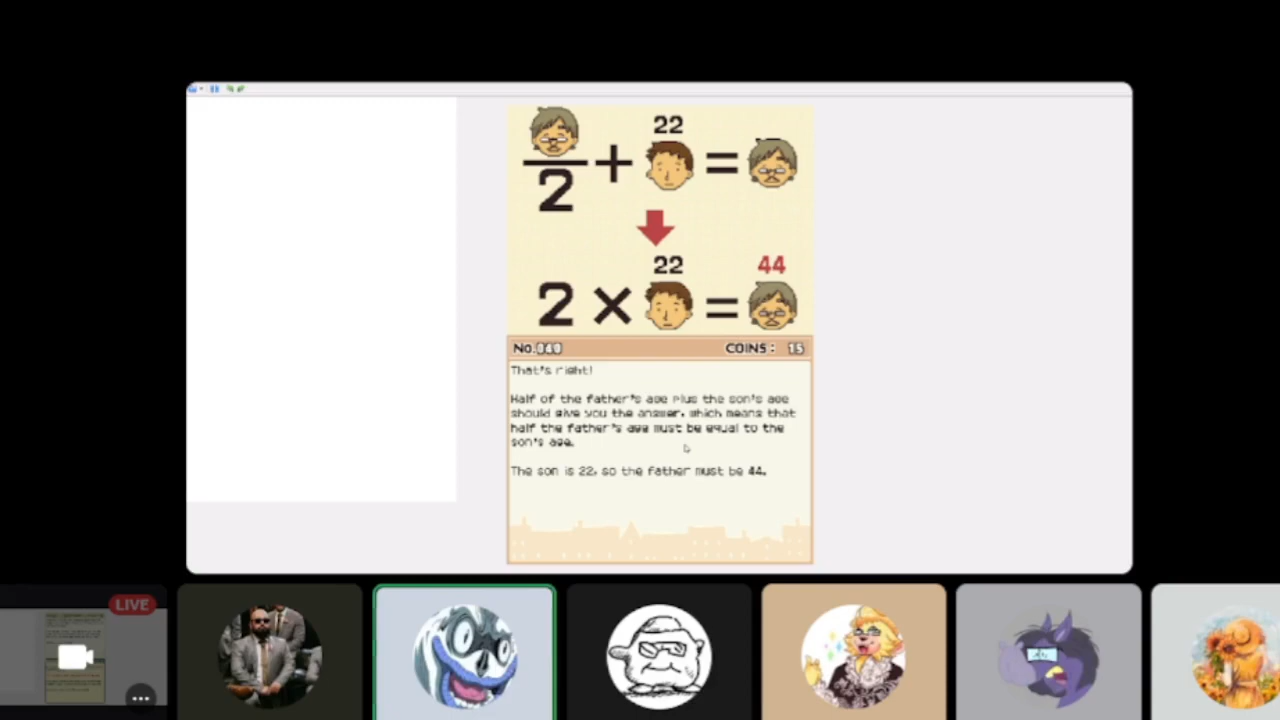 22
2 + =
22 44
2 × =
No.040 COINS: 15
That's right!
Half of the father's age plus the son's age
should give you the answer, which means that
half the father's age must be equal to the
son's age.
The son is 22, so the father must be 44.
LIVE